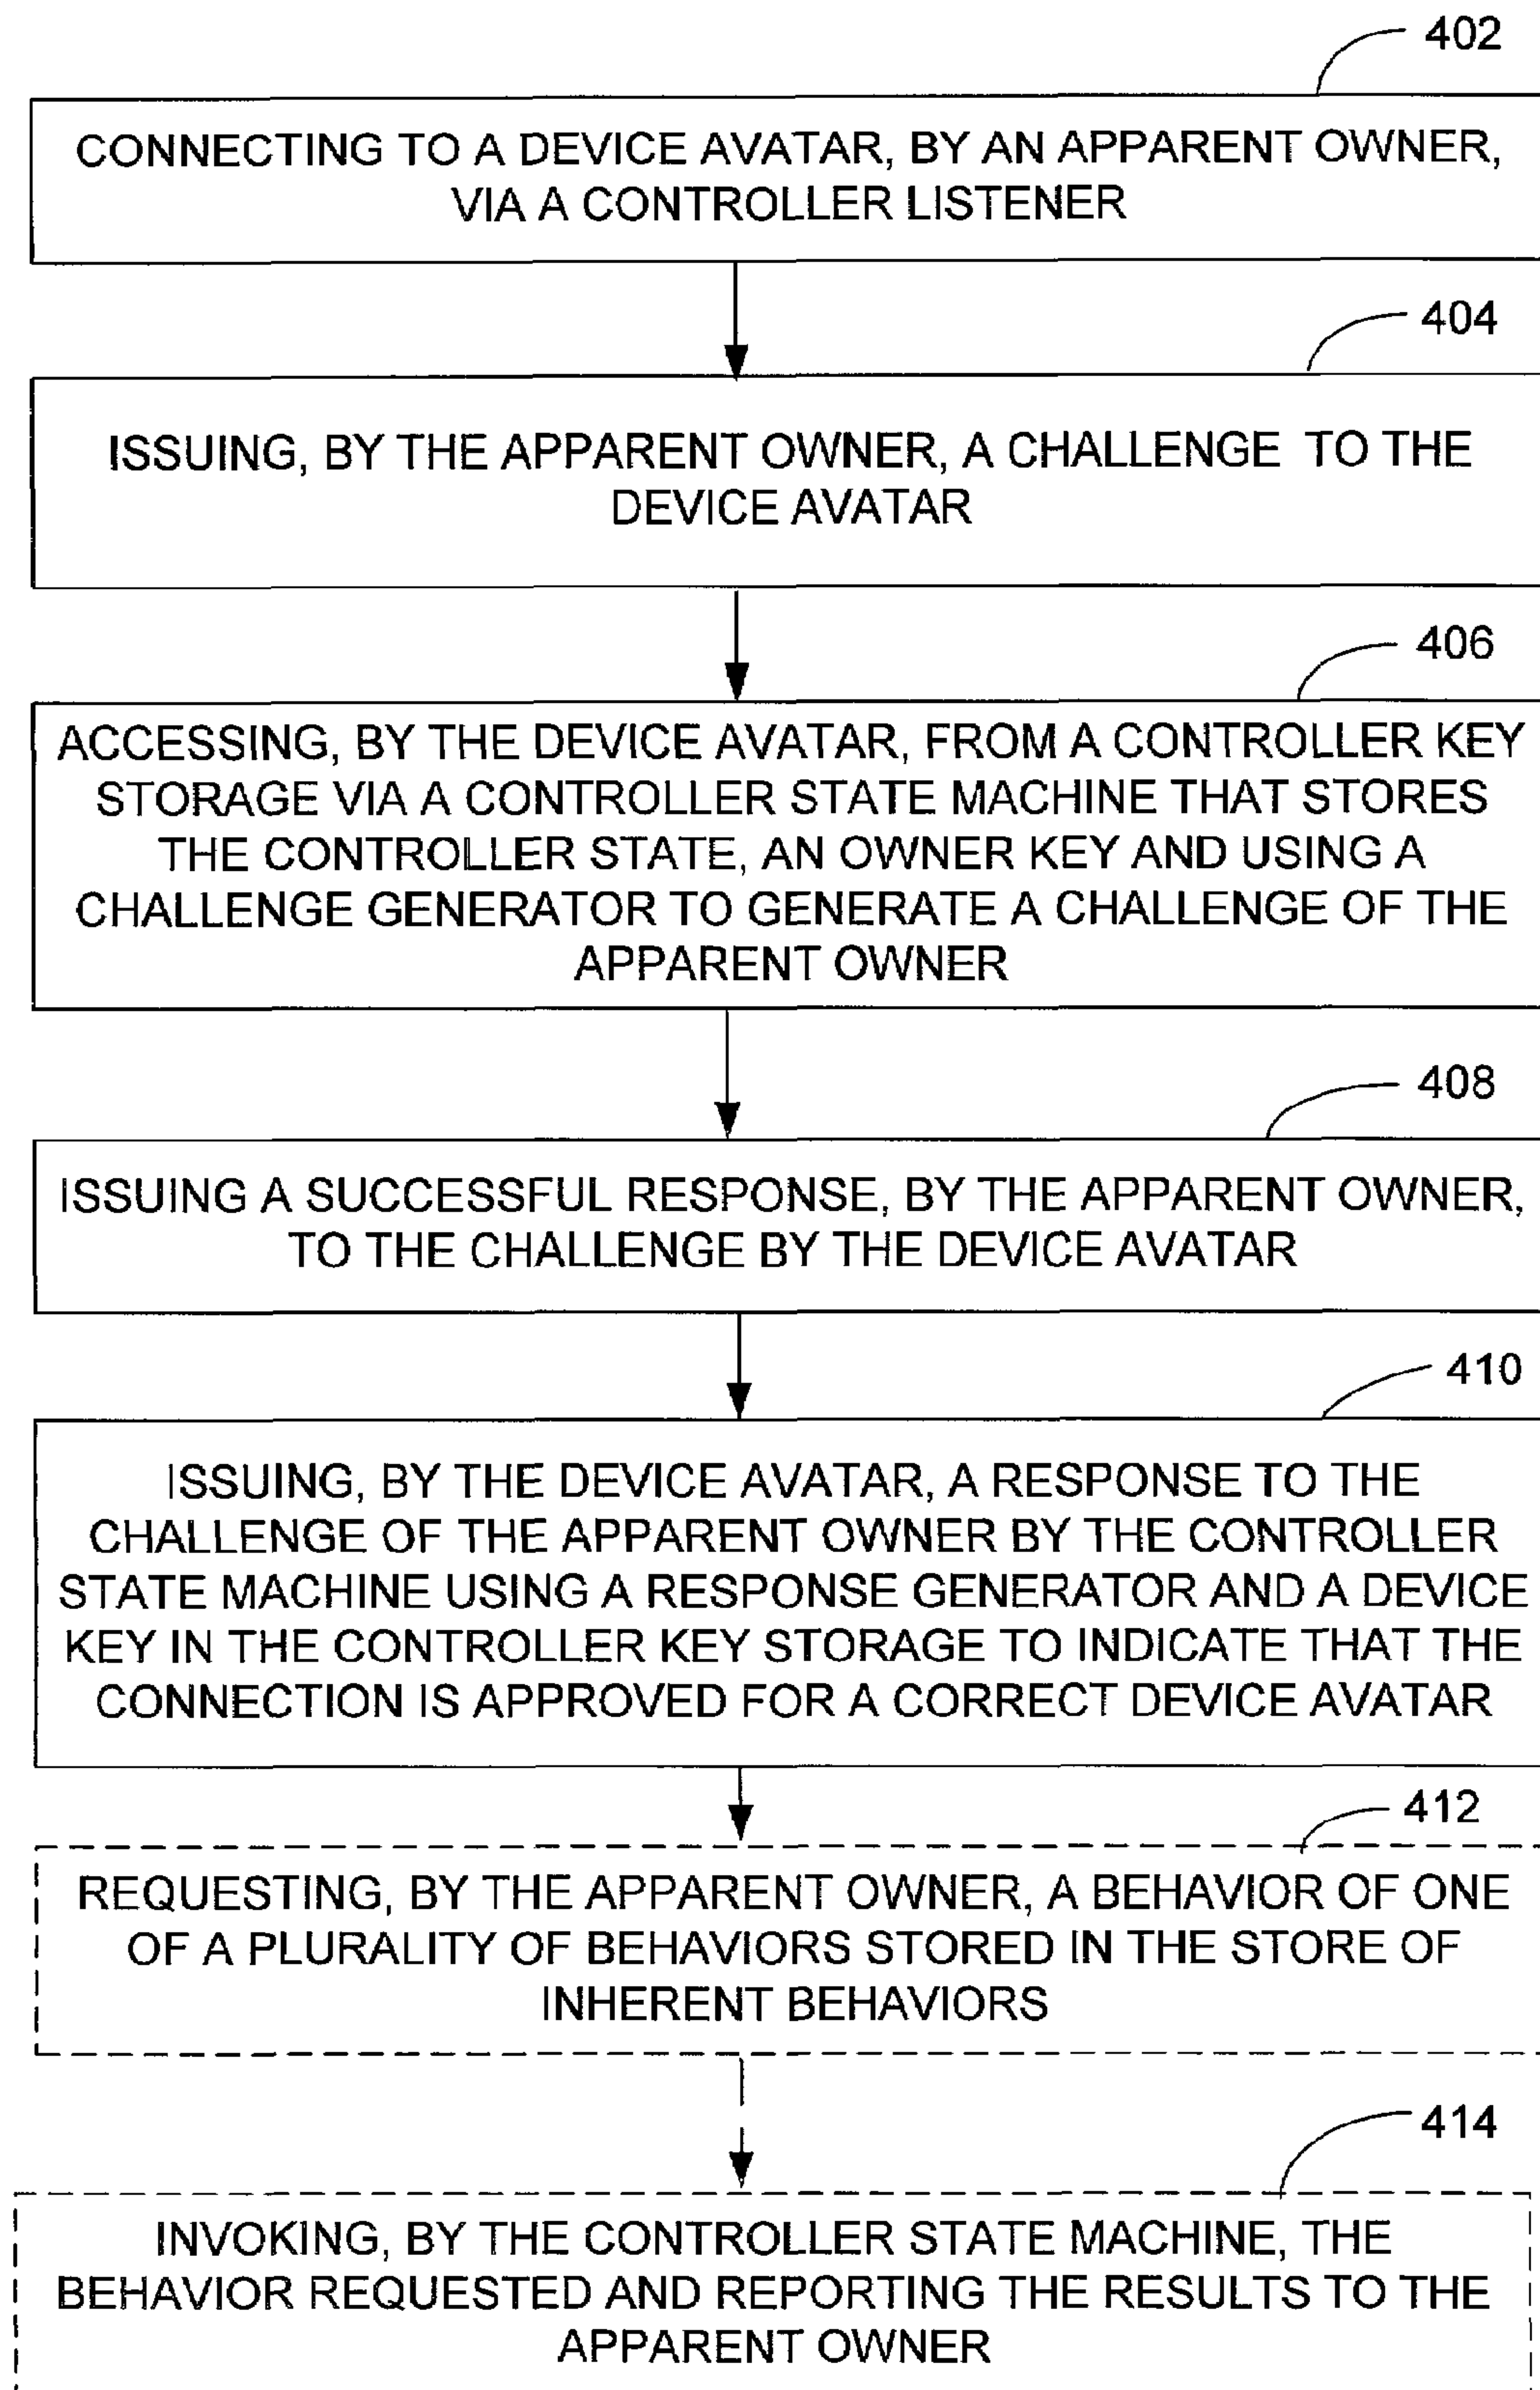 402
CONNECTING TO A DEVICE AVATAR, BY AN APPARENT OWNER,
VIA A CONTROLLER LISTENER
404
ISSUING, BY THE APPARENT OWNER, A CHALLENGE TO THE
DEVICE AVATAR
406
ACCESSING, BY THE DEVICE AVATAR, FROM A CONTROLLER KEY
STORAGE VIA A CONTROLLER STATE MACHINE THAT STORES
THE CONTROLLER STATE, AN OWNER KEY AND USING A
CHALLENGE GENERATOR TO GENERATE A CHALLENGE OF THE
APPARENT OWNER
408
ISSUING A SUCCESSFUL RESPONSE, BY THE APPARENT OWNER,
TO THE CHALLENGE BY THE DEVICE AVATAR
410
ISSUING, BY THE DEVICE AVATAR, A RESPONSE TO THE
CHALLENGE OF THE APPARENT OWNER BY THE CONTROLLER
STATE MACHINE USING A RESPONSE GENERATOR AND A DEVICE
KEY IN THE CONTROLLER KEY STORAGE TO INDICATE THAT THE
CONNECTION IS APPROVED FOR A CORRECT DEVICE AVATAR
412
REQUESTING, BY THE APPARENT OWNER, A BEHAVIOR OF ONE
OF A PLURALITY OF BEHAVIORS STORED IN THE STORE OF
INHERENT BEHAVIORS
414
INVOKING, BY THE CONTROLLER STATE MACHINE, THE
BEHAVIOR REQUESTED AND REPORTING THE RESULTS TO THE
APPARENT OWNER